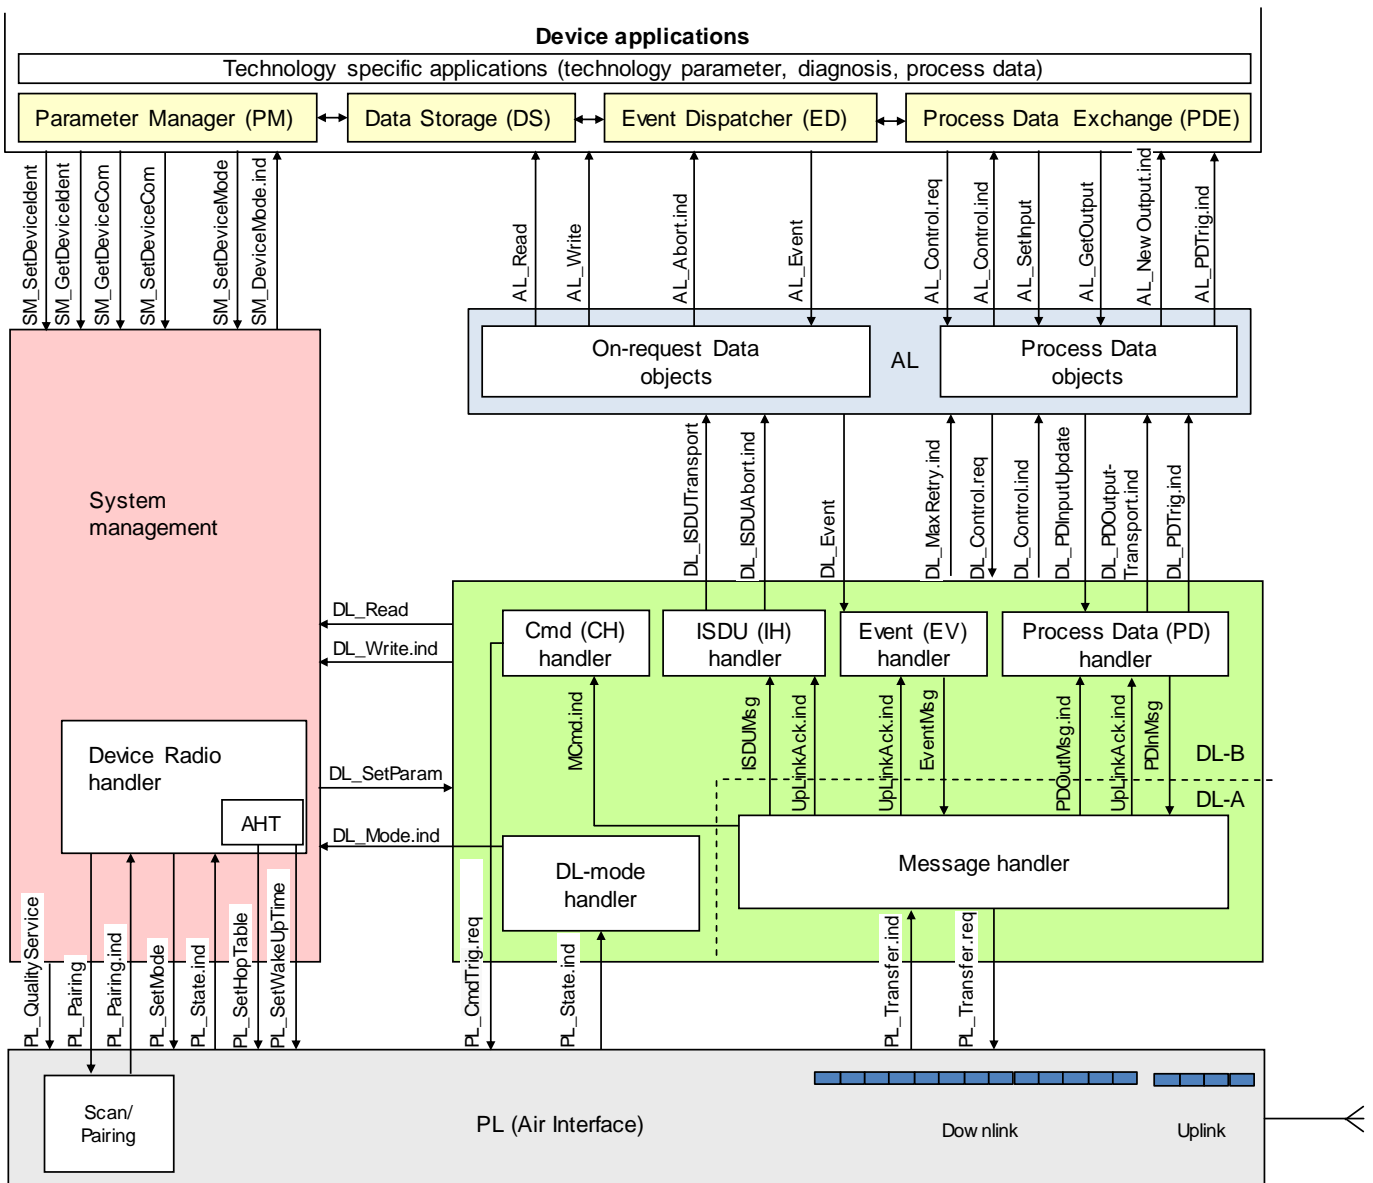 Device applications
Technology specific applications (technology parameter, diagnosis, process data)
Parameter Manager (PM)
Data Storage (DS)
Event Dispatcher (ED)
Process Data Exchange (PDE)
SM_SetDeviceIdent
SM_GetDeviceIdent
SM_GetDeviceCom
SM_SetDeviceCom
SM_SetDeviceMode
SM_DeviceMode.ind
AL_Read
AL_Write
AL_Abort.ind
AL_Event
AL_Control.req
AL_Control.ind
AL_SetInput
AL_GetOutput
AL_New Output.ind
AL_PDTrig.ind
On-request Data
objects
AL
Process Data
objects
System
management
DL_ISDUTransport
DL_ISDUAbort.ind
DL_Event
DL_MaxRetry.ind
DL_Control.req
DL_Control.ind
DL_PDInputUpdate
DL_PDOutput-
Transport.ind
DL_PDTrig.ind
DL_Read
DL_Write.ind
DL_SetParam
DL_Mode.ind
Cmd (CH)
handler
ISDU (IH)
handler
Event (EV)
handler
Process Data (PD)
handler
MCmd.ind
ISDUMsg
UpLinkAck.ind
UpLinkAck.ind
EventMsg
PDOutMsg.ind
UpLinkAck.ind
PDInMsg
DL-B
DL-A
Device Radio
handler
AHT
DL-mode
handler
Message handler
PL_QualityService
PL_Pairing
PL_Pairing.ind
PL_SetMode
PL_State.ind
PL_SetHopTable
PL_SetWakeUpTime
PL_CmdTrig.req
PL_State.ind
PL_Transfer.ind
PL_Transfer.req
Scan/
Pairing
PL (Air Interface)
Downlink
Uplink